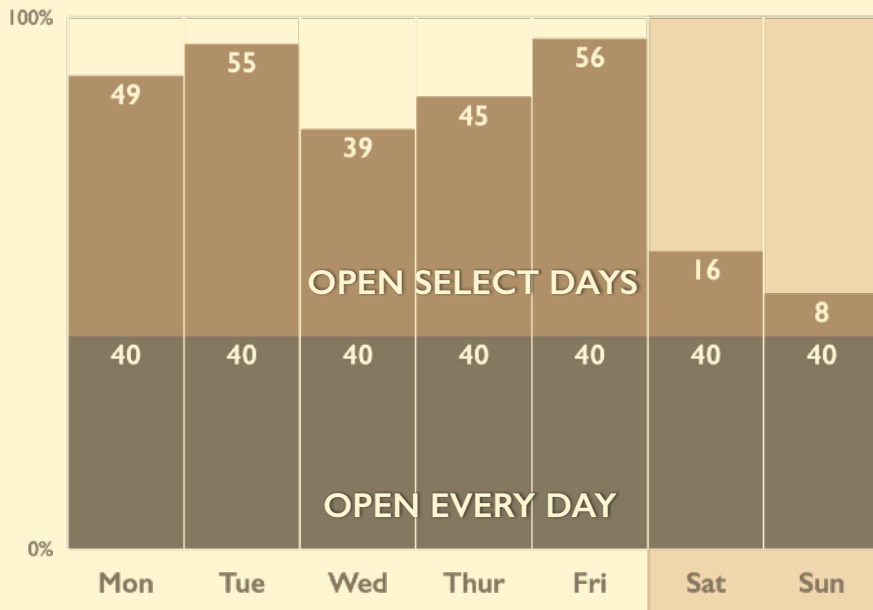 100%
49 55 39 45 56 16 8
OPEN SELECT DAYS
40 40 40 40 40 40 40
OPEN EVERY DAY
0%
Mon Tue Wed Thur Fri Sat Sun